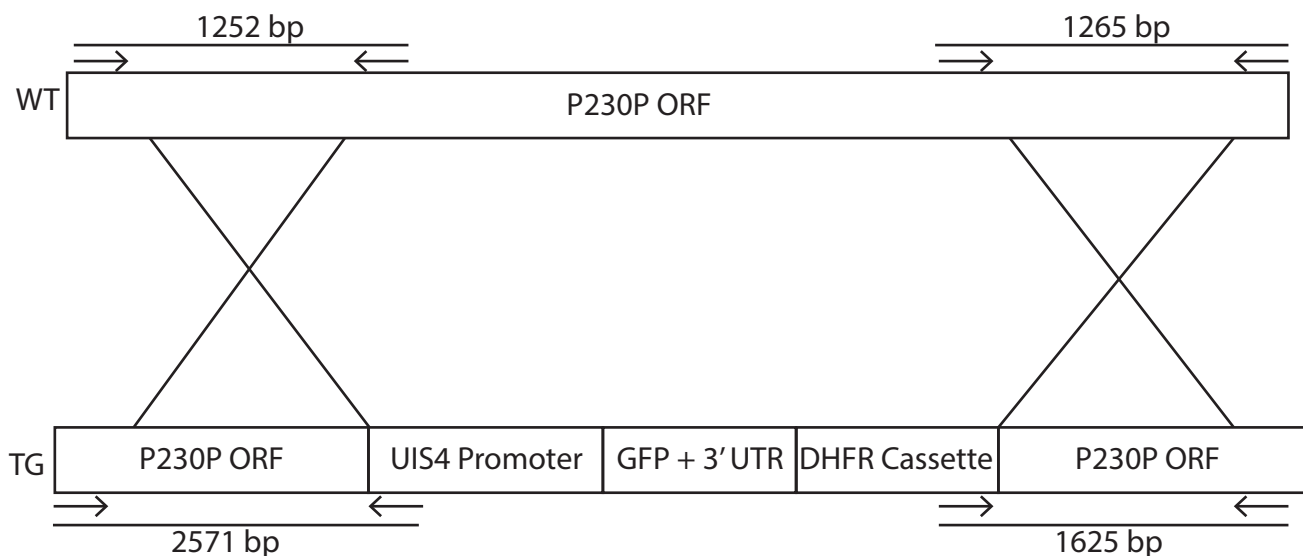 1252 bp
1265 bp
WT
P230P ORF
TG
P230P ORF
UIS4 Promoter
GFP + 3' UTR
DHFR Cassette
P230P ORF
2571 bp
1625 bp